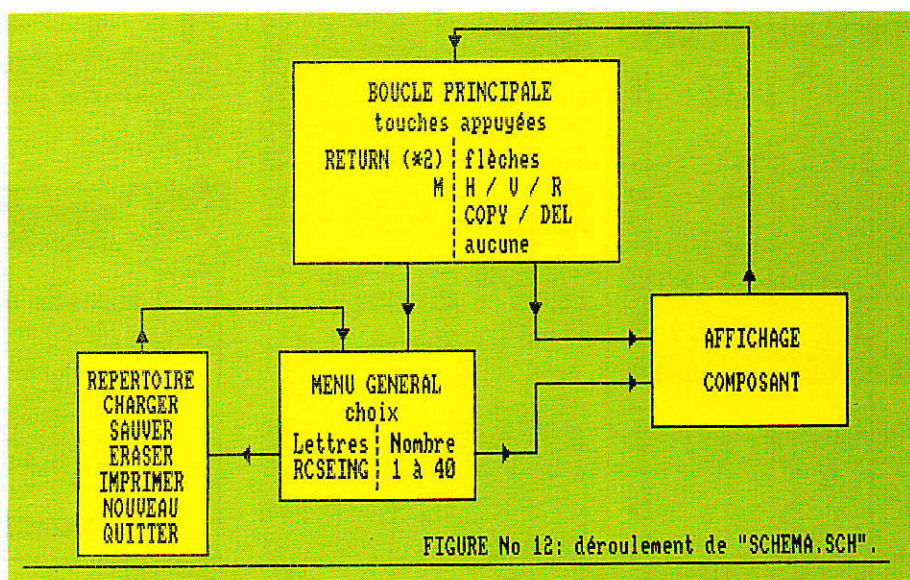 BOUCLE PRINCIPALE
touches appuyées
RETURN (*2) flèches
M H / V / R
COPY / DEL
aucune
AFFICHAGE
COMPOSANT
REPERTOIRE
CHARGER
SAUVER
ERASER
IMPRIMER
NOUVEAU
QUITTER
MENU GENERAL
choix
Lettres Nombre
RCSEING 1 à 40
FIGURE No 12: déroulement de "SCHEMA.SCH".